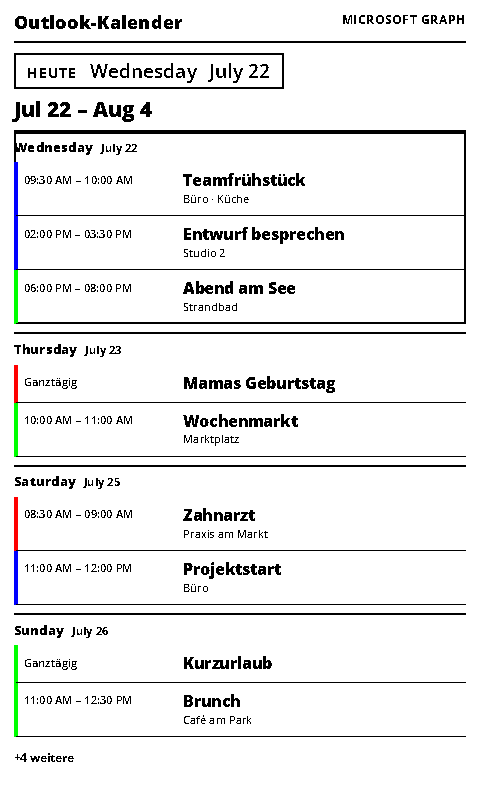 Outlook-Kalender MICROSOFT GRAPH
HEUTE Wednesday July 22
Jul 22 – Aug 4
Wednesday July 22
09:30 AM – 10:00 AM Teamfrühstück
Büro · Küche
02:00 PM – 03:30 PM Entwurf besprechen
Studio 2
06:00 PM – 08:00 PM Abend am See
Strandbad
Thursday July 23
Ganztägig Mamas Geburtstag
10:00 AM – 11:00 AM Wochenmarkt
Marktplatz
Saturday July 25
08:30 AM – 09:00 AM Zahnarzt
Praxis am Markt
11:00 AM – 12:00 PM Projektstart
Büro
Sunday July 26
Ganztägig Kurzurlaub
11:00 AM – 12:30 PM Brunch
Café am Park
+4 weitere